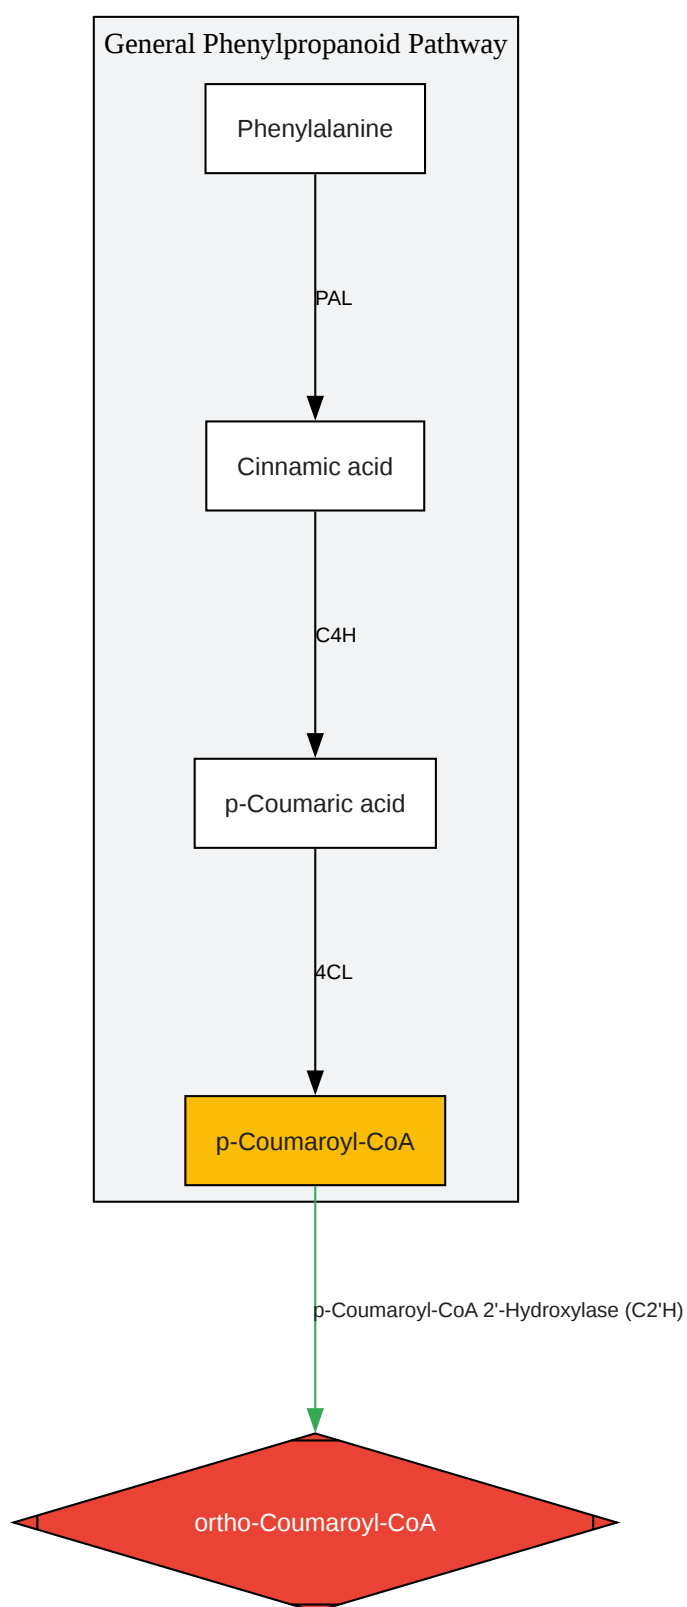 General Phenylpropanoid Pathway
Phenylalanine
PAL
Cinnamic acid
C4H
p-Coumaric acid
4CL
p-Coumaroyl-CoA
p-Coumaroyl-CoA 2'-Hydroxylase (C2'H)
ortho-Coumaroyl-CoA